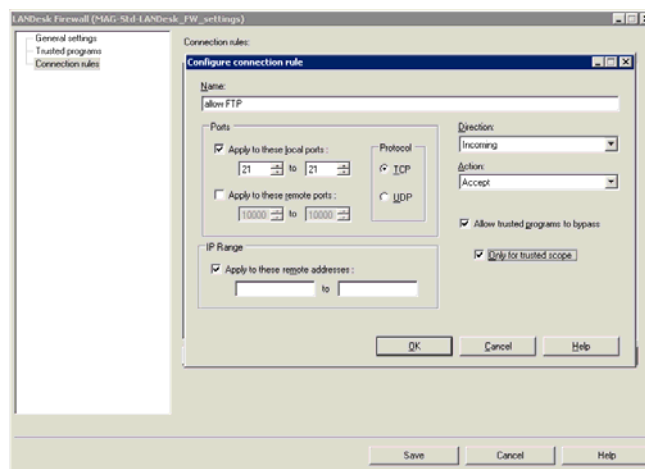 LANDesk Firewall (MAG-Std-LANDesk_FW_settings)
General settings
Trusted programs
Connection rules
Connection rules:
Configure connection rule
Name:
allow FTP
Ports
Apply to these local ports :
21 to 21
Apply to these remote ports :
10000 to 10000
Protocol
TCP
UDP
Direction:
Incoming
Action:
Accept
Allow trusted programs to bypass
Only for trusted scope
IP Range
Apply to these remote addresses :
to
OK Cancel Help
Save Cancel Help